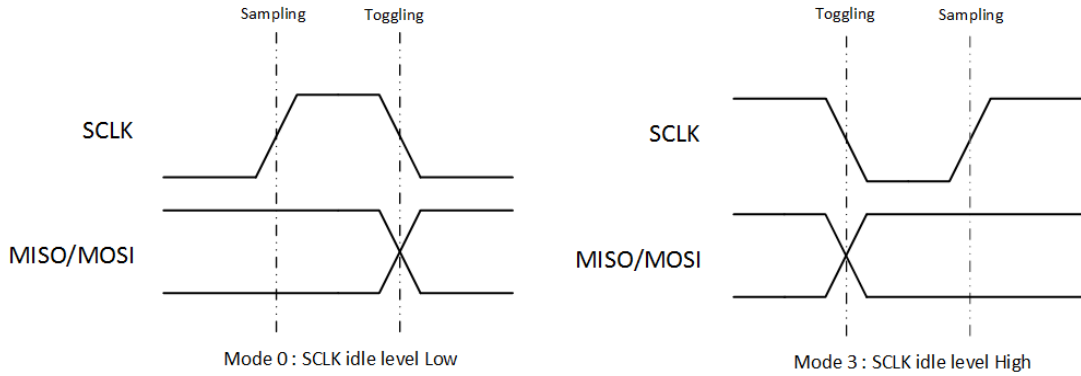 Sampling Toggling
SCLK
MISO/MOSI
Mode 0 : SCLK idle level Low
Toggling Sampling
SCLK
MISO/MOSI
Mode 3 : SCLK idle level High